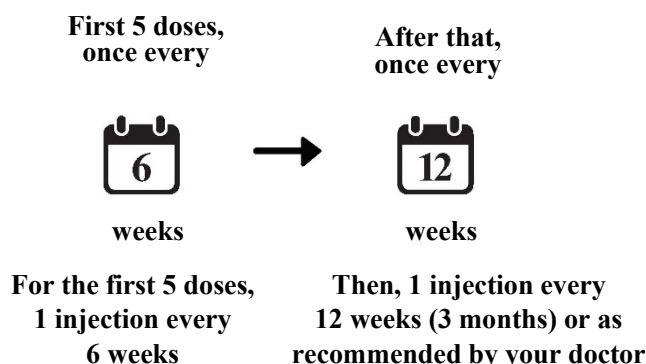 First 5 doses,
once every
6
weeks
For the first 5 doses,
1 injection every
6 weeks
After that,
once every
12
weeks
Then, 1 injection every
12 weeks (3 months) or as
recommended by your doctor